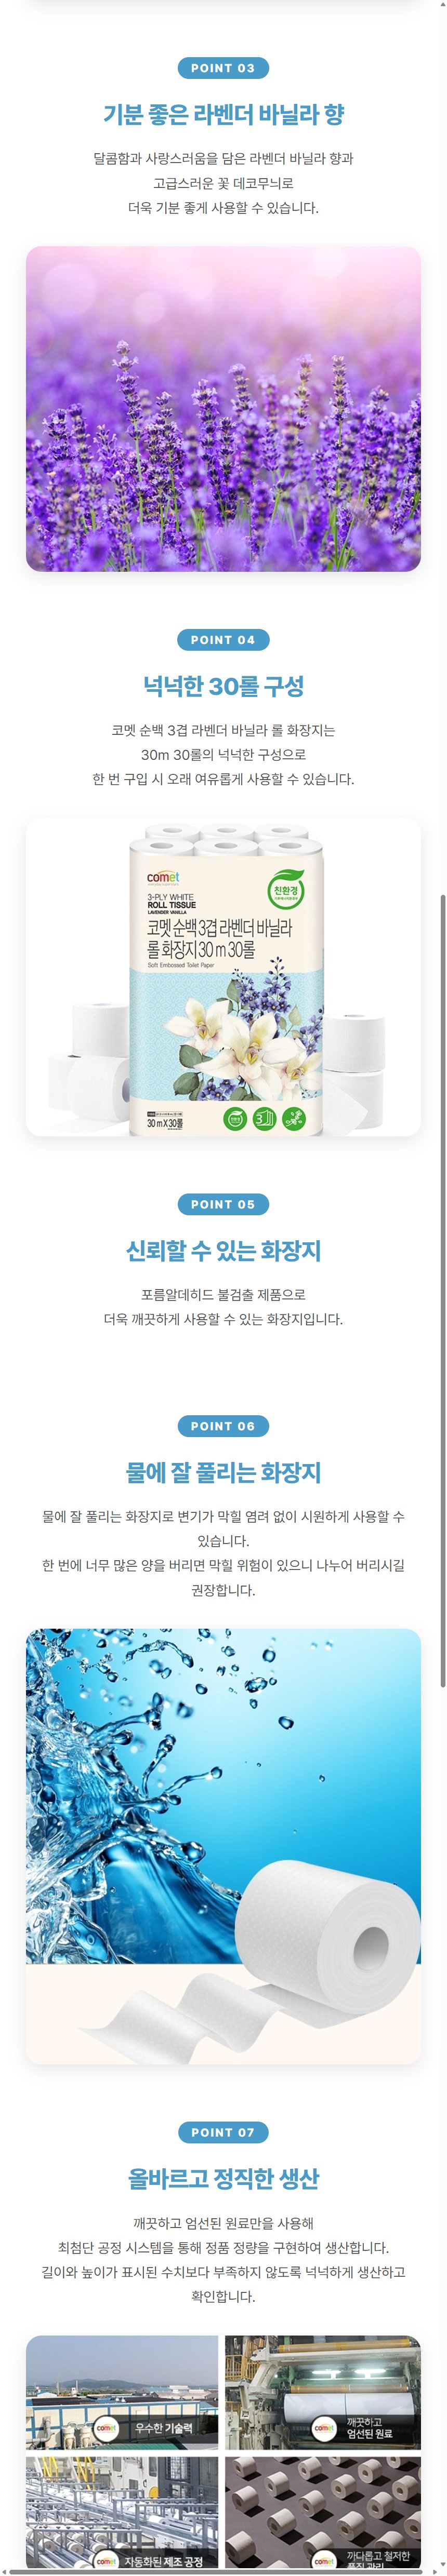 POINT 03
기분 좋은 라벤더 바닐라 향
달콤함과 사랑스러움을 담은 라벤더 바닐라 향과
고급스러운 꽃 데코무늬로
더욱 기분 좋게 사용할 수 있습니다.
POINT 04
넉넉한 30롤 구성
코멧 순백 3겹 라벤더 바닐라 롤 화장지는
30m 30롤의 넉넉한 구성으로
한 번 구입 시 오래 여유롭게 사용할 수 있습니다.
comet
친환경
3-PLY WHITE
ROLL TISSUE
LAVENDER VANILLA
코멧 순백 3겹 라벤더 바닐라
롤 화장지 30 m 30롤
Soft Embossed Toilet Paper
30 m X 30롤
3
POINT 05
신뢰할 수 있는 화장지
포름알데히드 불검출 제품으로
더욱 깨끗하게 사용할 수 있는 화장지입니다.
POINT 06
물에 잘 풀리는 화장지
물에 잘 풀리는 화장지로 변기가 막힐 염려 없이 시원하게 사용할 수
있습니다.
한 번에 너무 많은 양을 버리면 막힐 위험이 있으니 나누어 버리시길
권장합니다.
POINT 07
올바르고 정직한 생산
깨끗하고 엄선된 원료만을 사용해
최첨단 공정 시스템을 통해 정품 정량을 구현하여 생산합니다.
길이와 높이가 표시된 수치보다 부족하지 않도록 넉넉하게 생산하고
확인합니다.
comet 우수한 기술력
comet 깨끗하고
엄선된 원료
comet 자동화된 제조 공정
comet 까다롭고 철저한
품질 관리